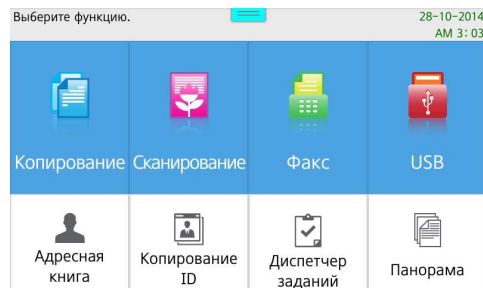 Выберите функцию.
28-10-2014
AM 3:03
Копирование Сканирование Факс USB
Адресная книга
Копирование ID
Диспетчер заданий
Панорама